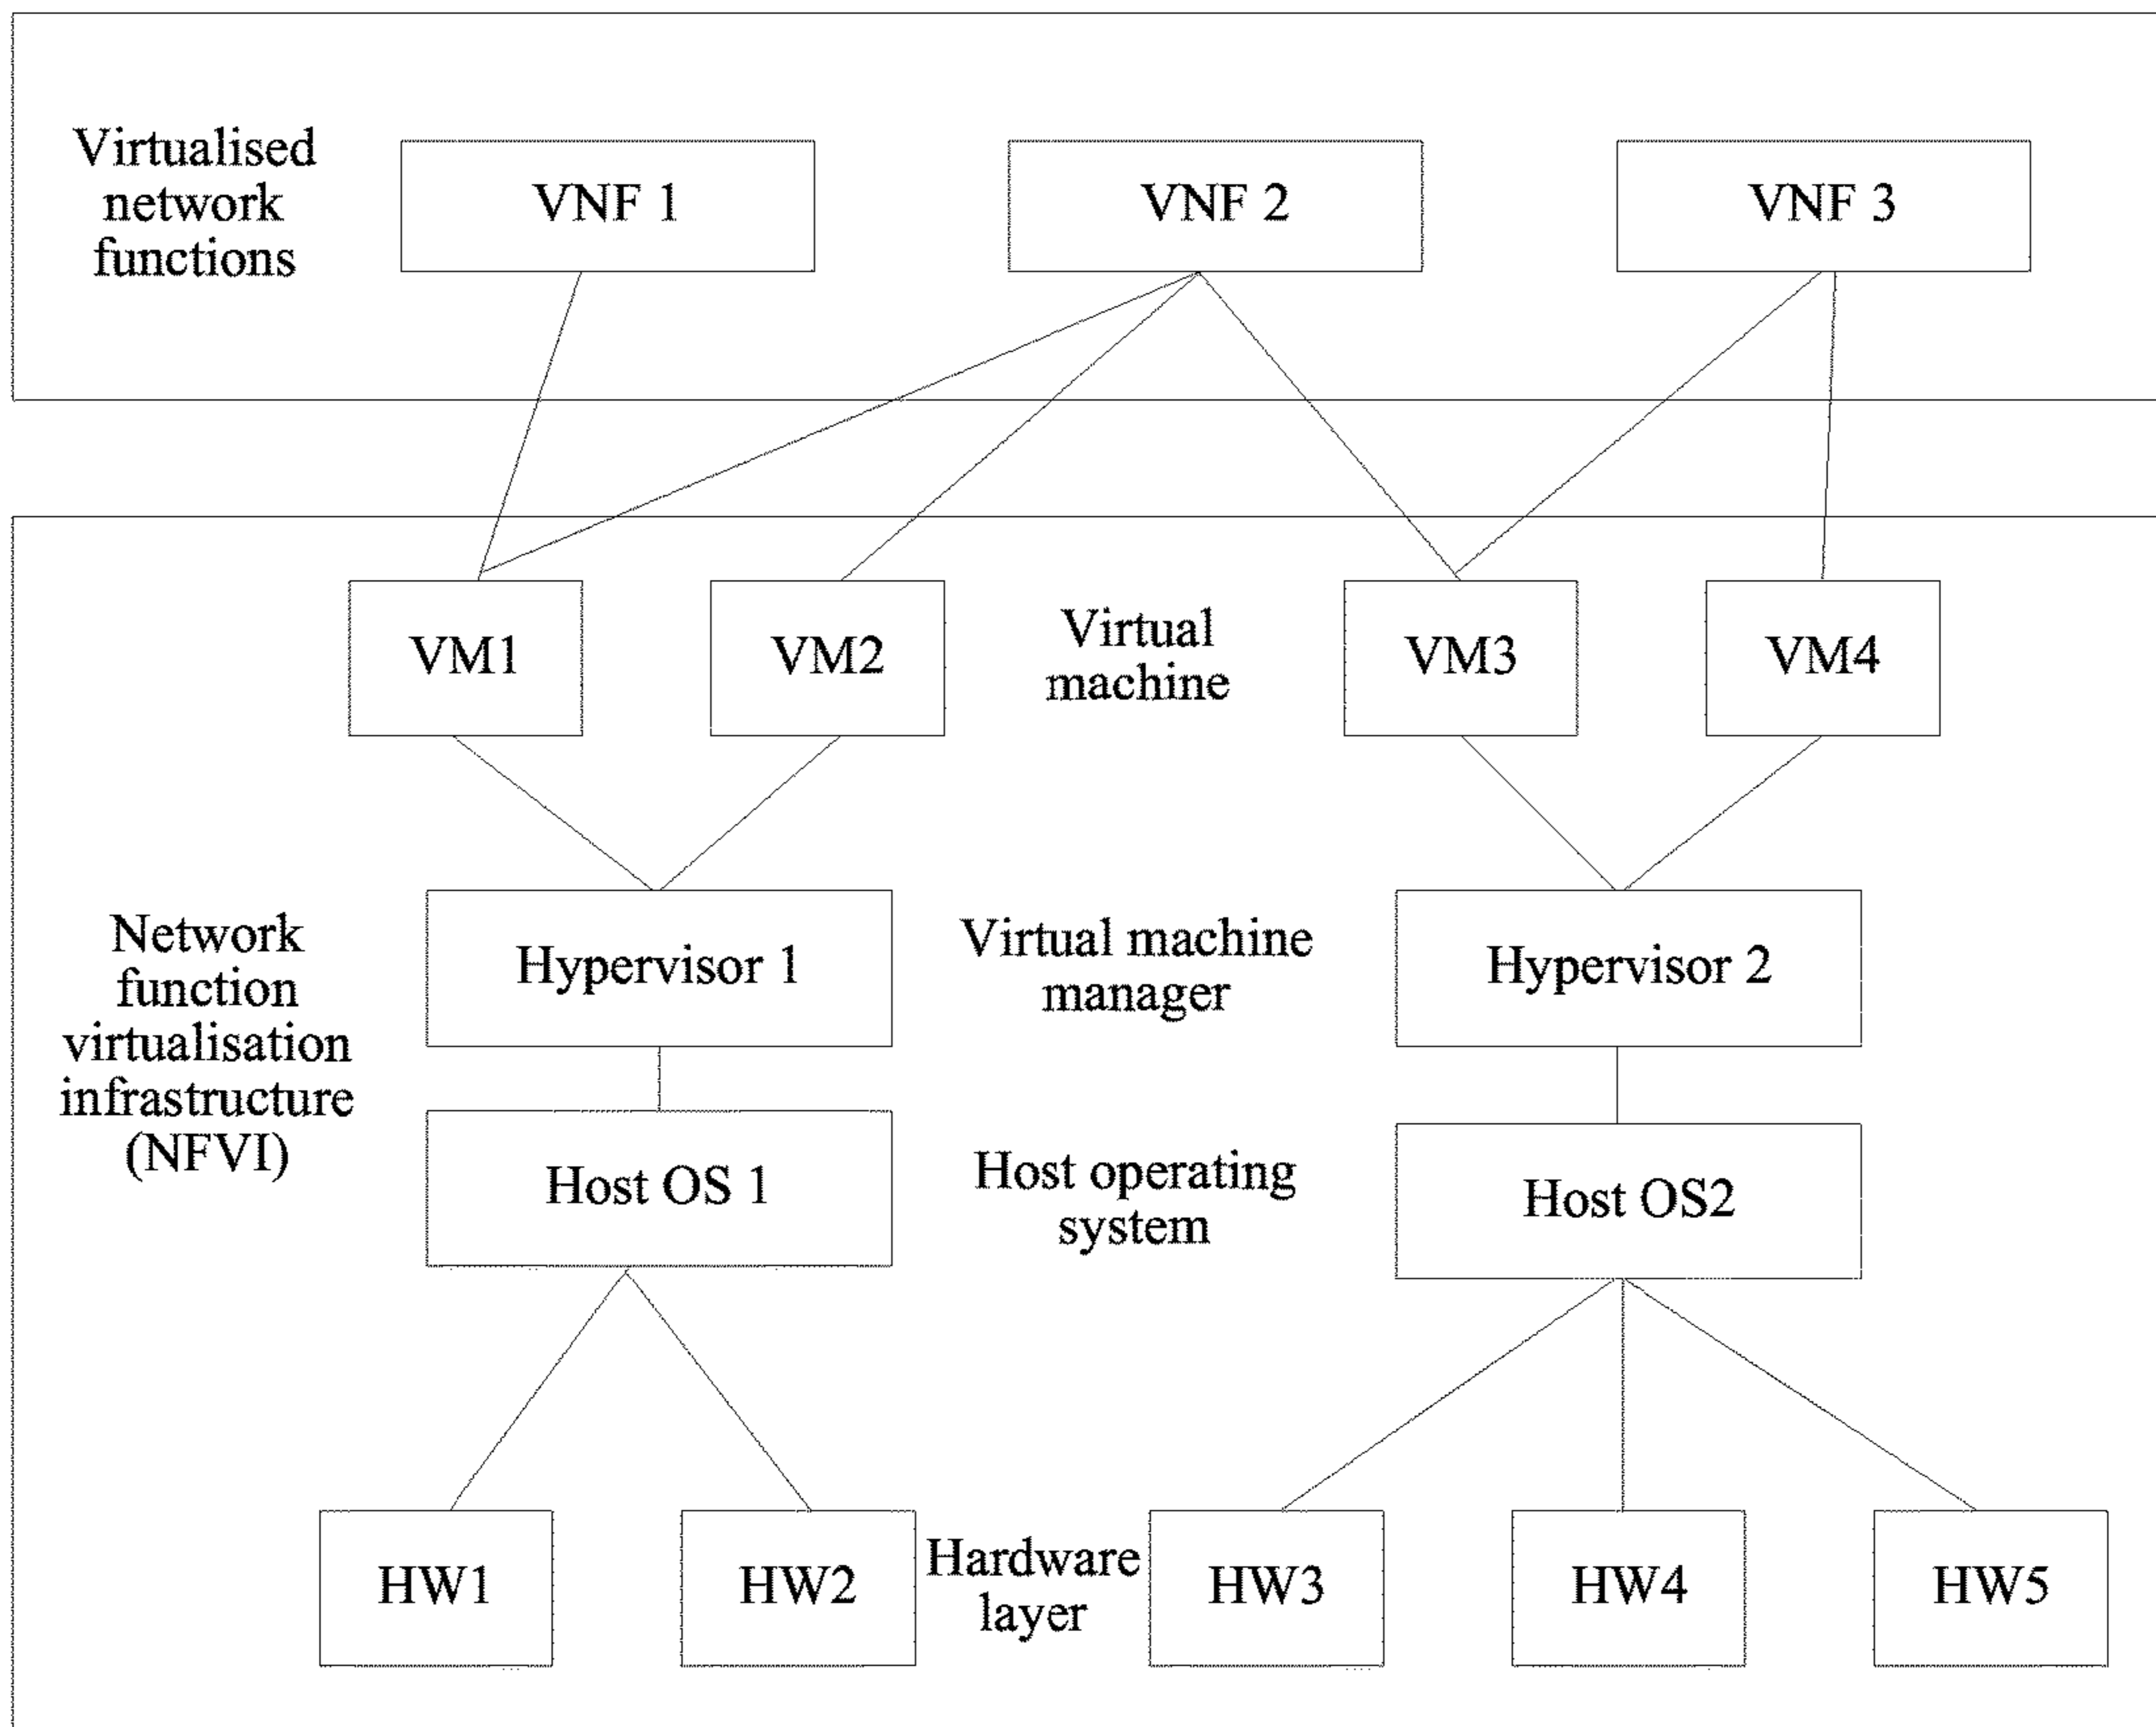 Virtualised
network
functions
VNF 1
VNF 2
VNF 3
VM1
VM2
Virtual
machine
VM3
VM4
Network
function
virtualisation
infrastructure
(NFVI)
Hypervisor 1
Virtual machine
manager
Hypervisor 2
Host OS 1
Host operating
system
Host OS2
HW1
HW2
Hardware
layer
HW3
HW4
HW5